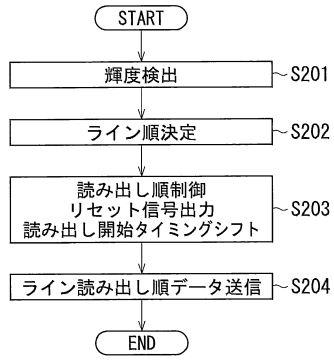 START
輝度検出
S201
ライン順決定
S202
読み出し順制御
リセット信号出力
読み出し開始タイミングシフト
S203
ライン読み出し順データ送信
S204
END